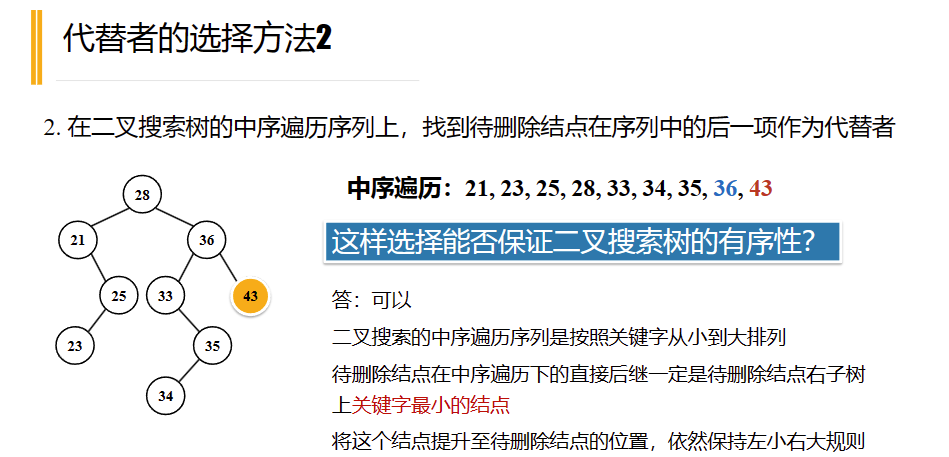 代替者的选择方法2
2. 在二叉搜索树的中序遍历序列上，找到待删除结点在序列中的后一项作为代替者
中序遍历：21, 23, 25, 28, 33, 34, 35, 36, 43
这样选择能否保证二叉搜索树的有序性？
28
21
36
25
33
43
23
35
34
答：可以
二叉搜索的中序遍历序列是按照关键字从小到大排列
待删除结点在中序遍历下的直接后继一定是待删除结点右子树
上关键字最小的结点
将这个结点提升至待删除结点的位置，依然保持左小右大规则